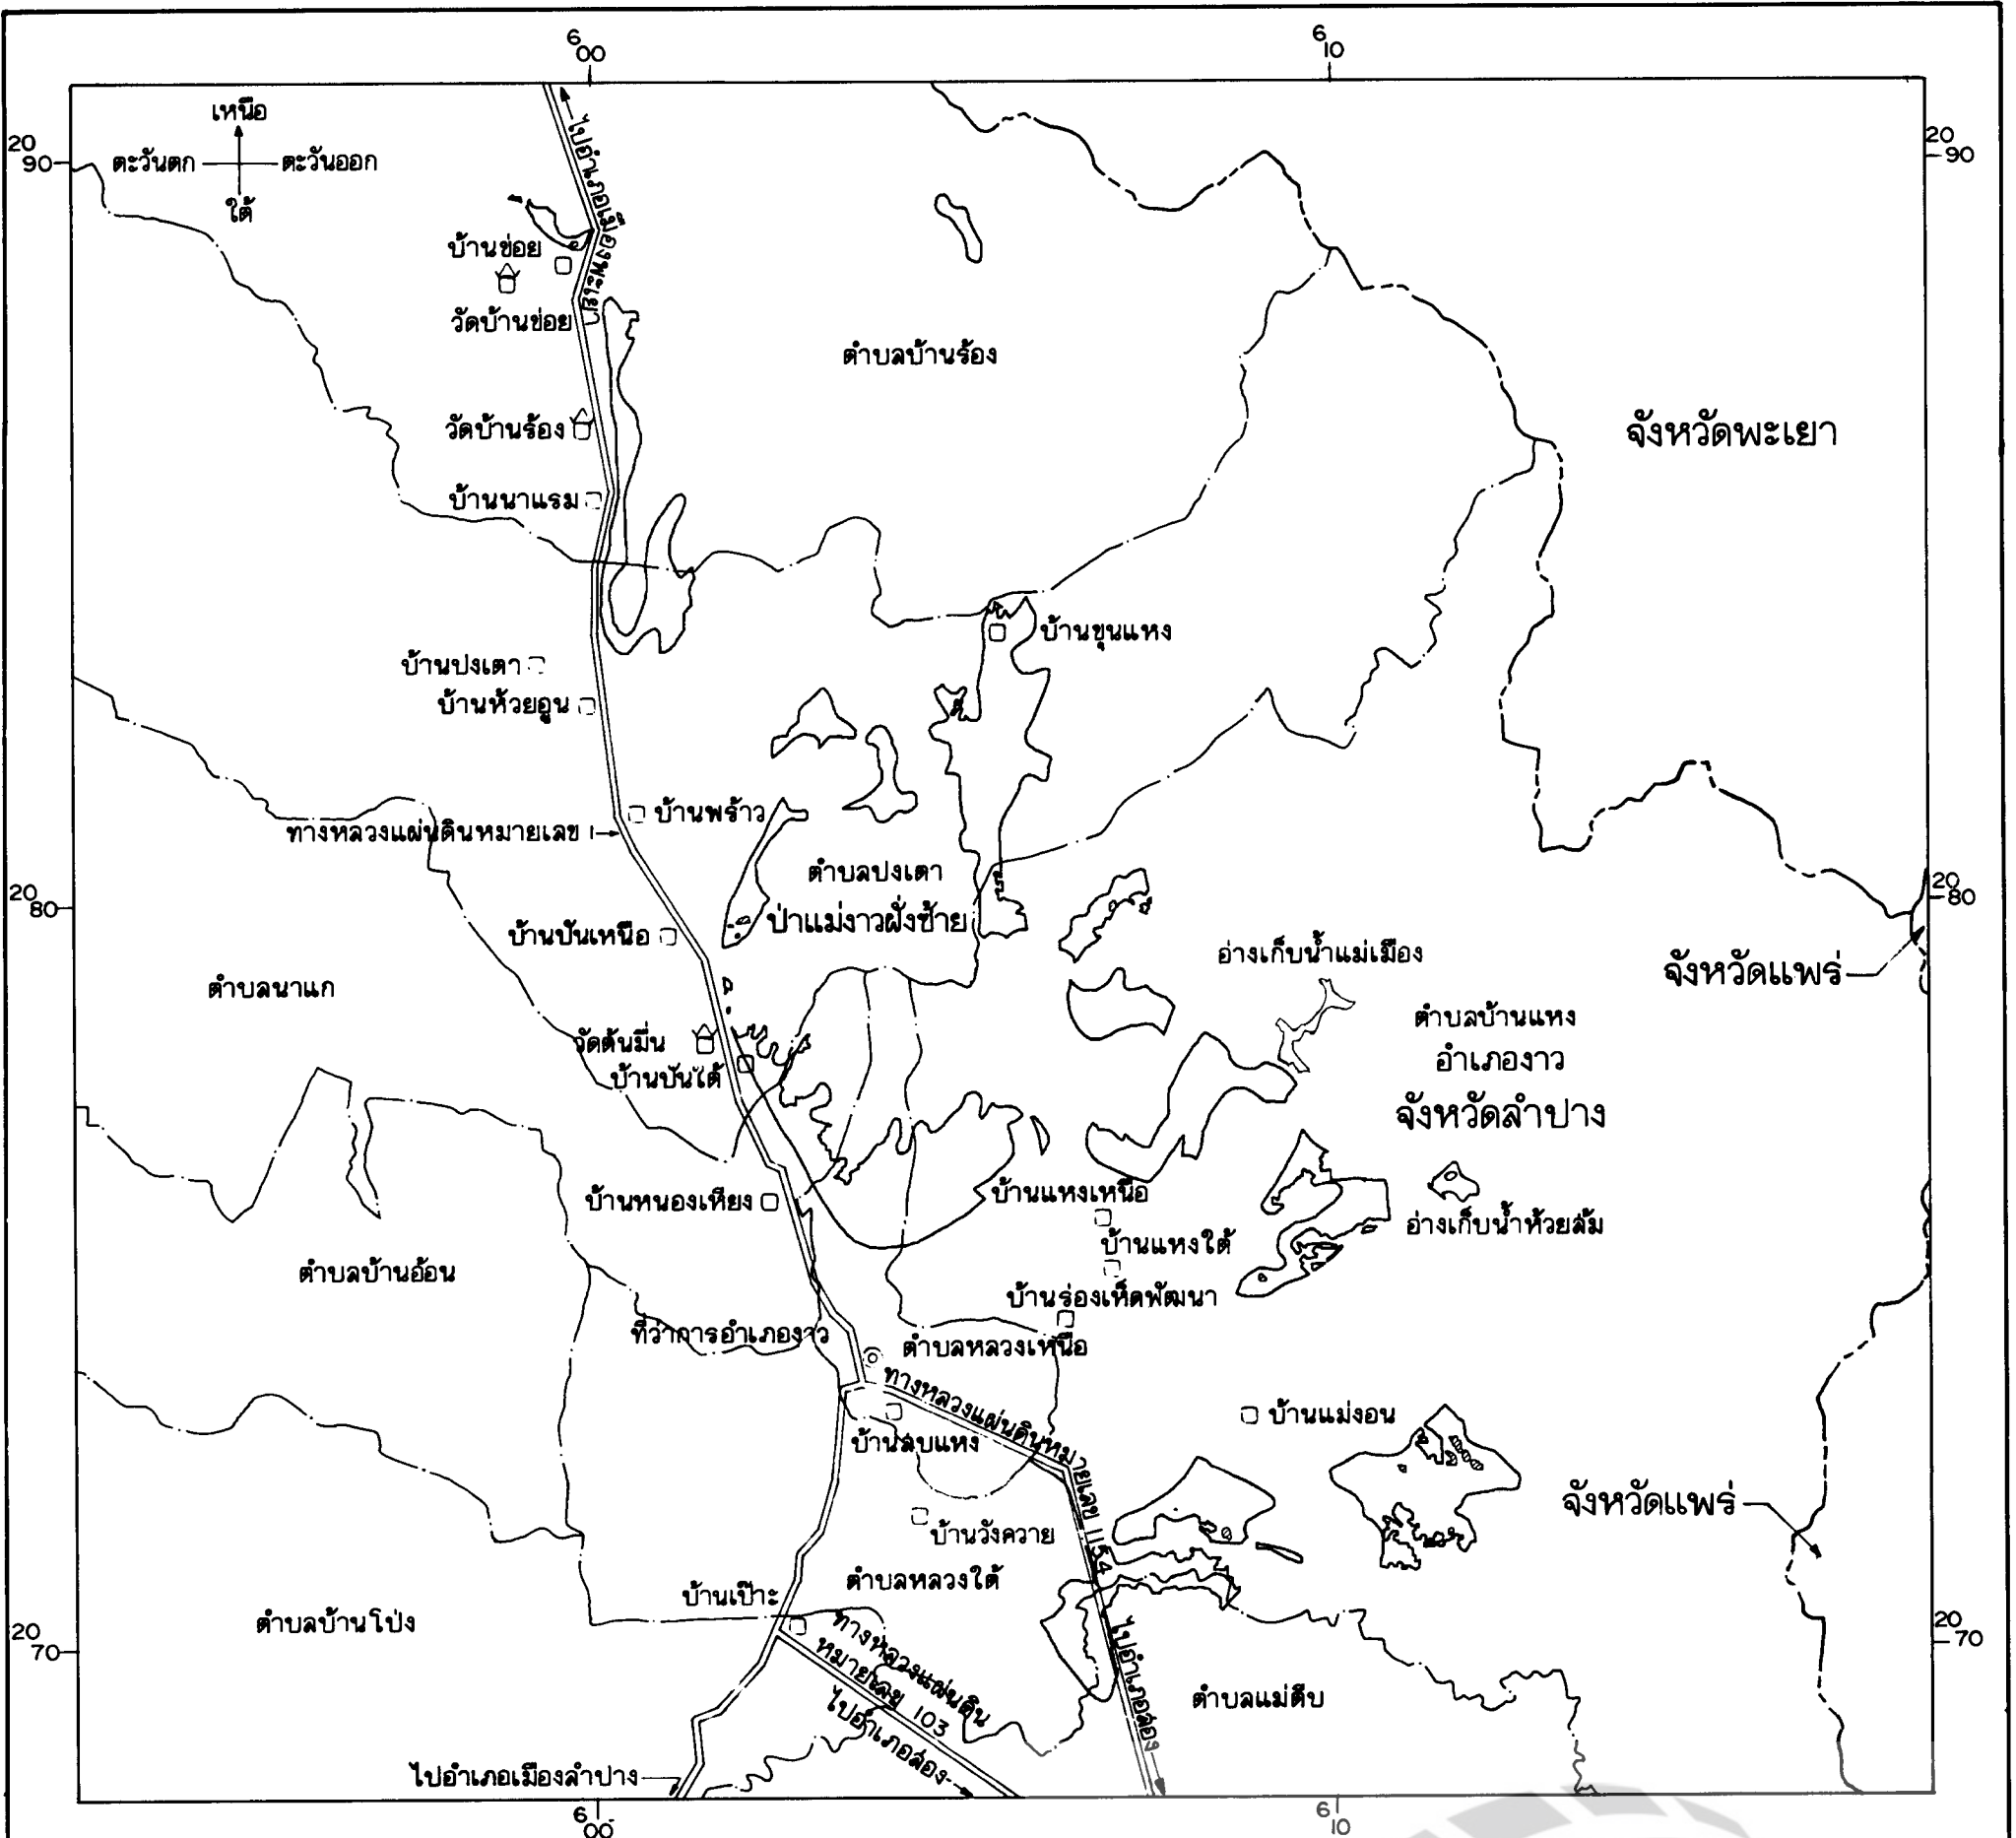 6 00
6 10
เหนือ
20 90
ตะวันตก
ตะวันออก
20 90
ใต้
ไปอำเภอเมืองพะเยา
บ้านข่อย
วัดบ้านข่อย
ตำบลบ้านร้อง
วัดบ้านร้อง
จังหวัดพะเยา
บ้านนาแรม
บ้านขุนแหง
บ้านปงเตา
บ้านห้วยอูน
บ้านพร้าว
ทางหลวงแผ่นดินหมายเลข 1
ตำบลปงเตา
20 80
20 80
ป่าแม่งาวฝั่งซ้าย
บ้านปันเหนือ
อ่างเก็บน้ำแม่เมือง
จังหวัดแพร่
ตำบลนาแก
ตำบลบ้านแหง
วัดต้นมื่น
อำเภองาว
บ้านปันใต้
จังหวัดลำปาง
บ้านแหงเหนือ
บ้านหนองเหียง
อ่างเก็บน้ำห้วยล้ม
บ้านแหงใต้
ตำบลบ้านอ้อน
บ้านร่องเห็ดพัฒนา
ที่ว่าการอำเภองาว
ตำบลหลวงเหนือ
ทางหลวงแผ่นดินหมายเลข 1154
บ้านแม่งอน
บ้านสบแหง
จังหวัดแพร่
บ้านวังควาย
ตำบลหลวงใต้
บ้านเป๊าะ
ตำบลบ้านโป่ง
20 70
20 70
ทางหลวงแผ่นดิน
หมายเลข 103
ไปอำเภอสอง
ไปอำเภอสอง
ตำบลแม่ตีบ
ไปอำเภอเมืองลำปาง
6 00
6 10